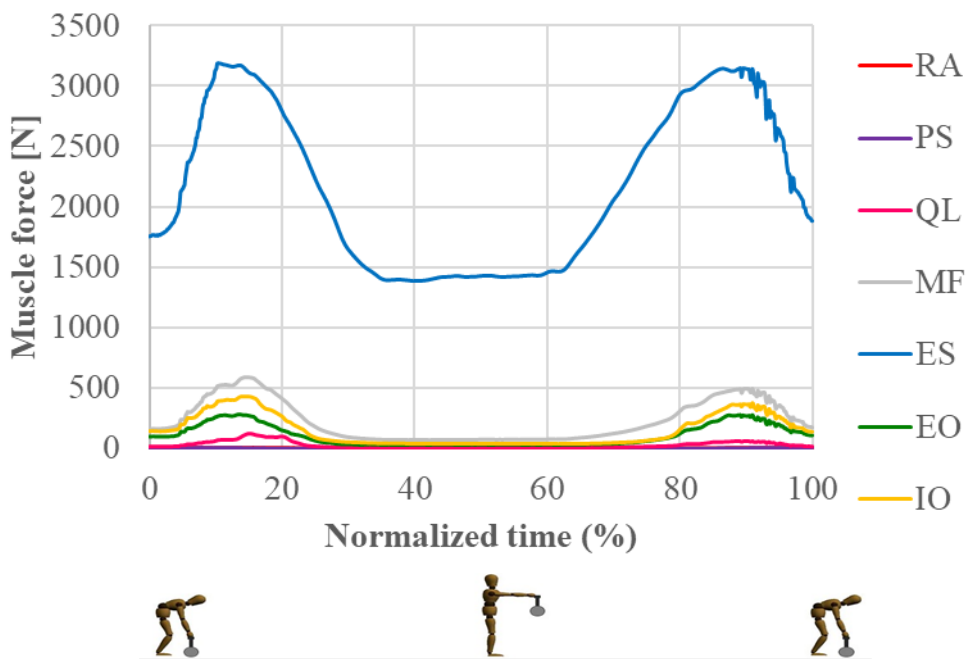 3500
3000
2500
2000
1500
1000
500
0
Muscle force [N]
0 20 40 60 80 100
Normalized time (%)
RA
PS
QL
MF
ES
EO
IO